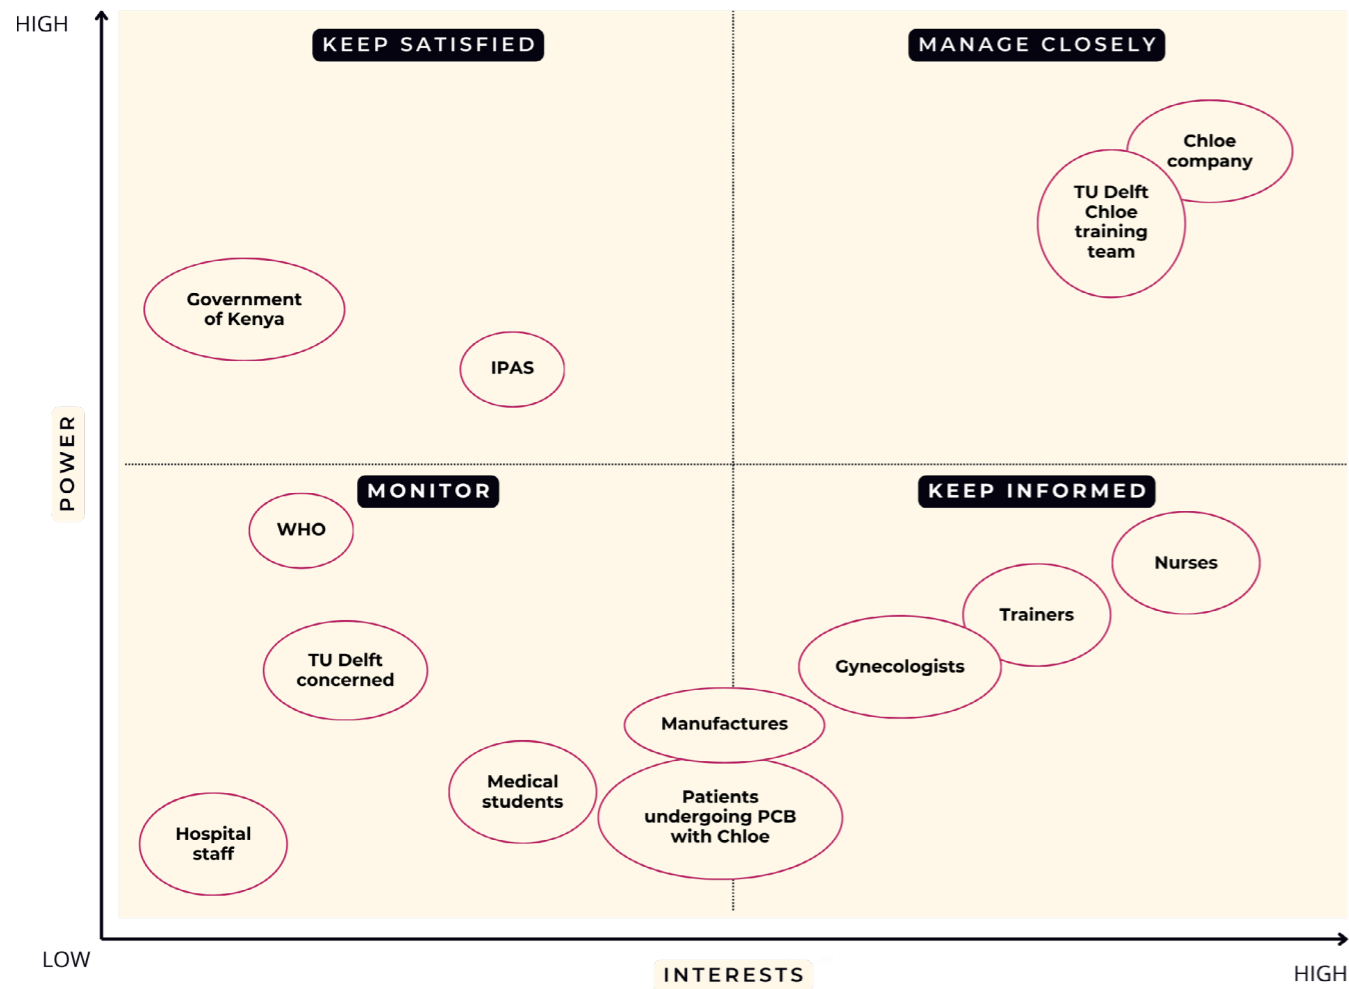 HIGH
KEEP SATISFIED
MANAGE CLOSELY
Chloe
company
TU Delft
Chloe
training
team
Government
of Kenya
IPAS
POWER
MONITOR
KEEP INFORMED
WHO
Nurses
Trainers
TU Delft
concerned
Gynecologists
Manufactures
Medical
students
Patients
undergoing PCB
with Chloe
Hospital
staff
LOW
INTERESTS
HIGH